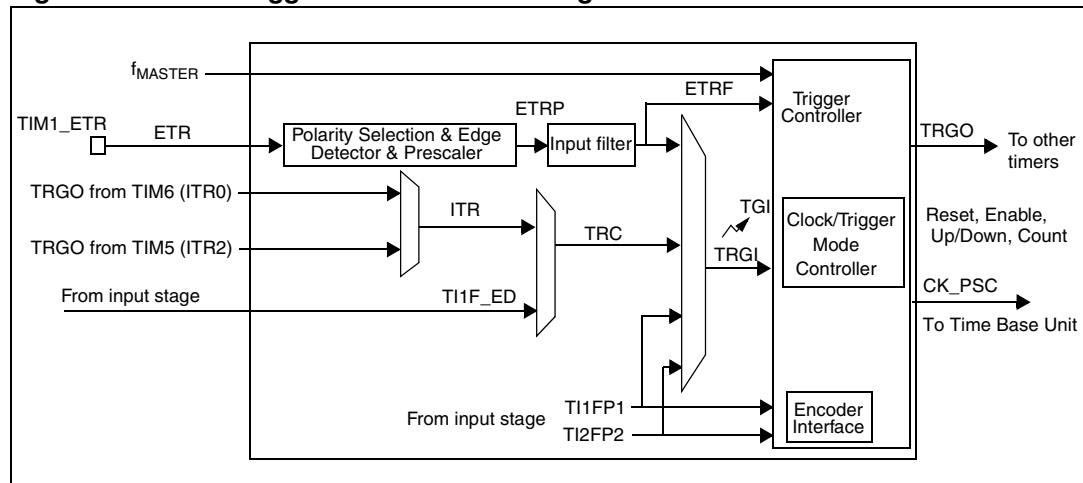 fMASTER
ETRF
Trigger
Controller
ETRP
TIM1_ETR
ETR
Polarity Selection & Edge
Detector & Prescaler
Input filter
TRGO
To other
timers
TRGO from TIM6 (ITR0)
ITR
TRGO from TIM5 (ITR2)
TRC
TGI
TRGI
Clock/Trigger
Mode
Controller
Reset, Enable,
Up/Down, Count
From input stage
TI1F_ED
CK_PSC
To Time Base Unit
From input stage
TI1FP1
TI2FP2
Encoder
Interface